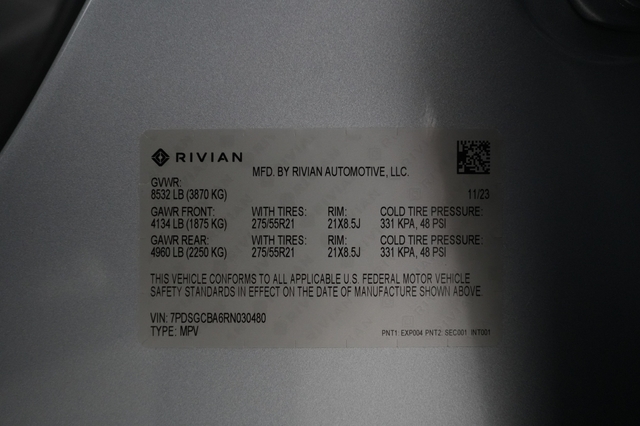 RIVIAN
MFD. BY RIVIAN AUTOMOTIVE, LLC.
GVWR:
8532 LB (3870 KG) 11/23
GAWR FRONT: WITH TIRES: RIM: COLD TIRE PRESSURE:
4134 LB (1875 KG) 275/55R21 21X8.5J 331 KPA, 48 PSI
GAWR REAR: WITH TIRES: RIM: COLD TIRE PRESSURE:
4960 LB (2250 KG) 275/55R21 21X8.5J 331 KPA, 48 PSI
THIS VEHICLE CONFORMS TO ALL APPLICABLE U.S. FEDERAL MOTOR VEHICLE
SAFETY STANDARDS IN EFFECT ON THE DATE OF MANUFACTURE SHOWN ABOVE.
VIN: 7PDSGCBA6RN030480
TYPE: MPV PNT1: EXP004 PNT2: SEC001 INT001